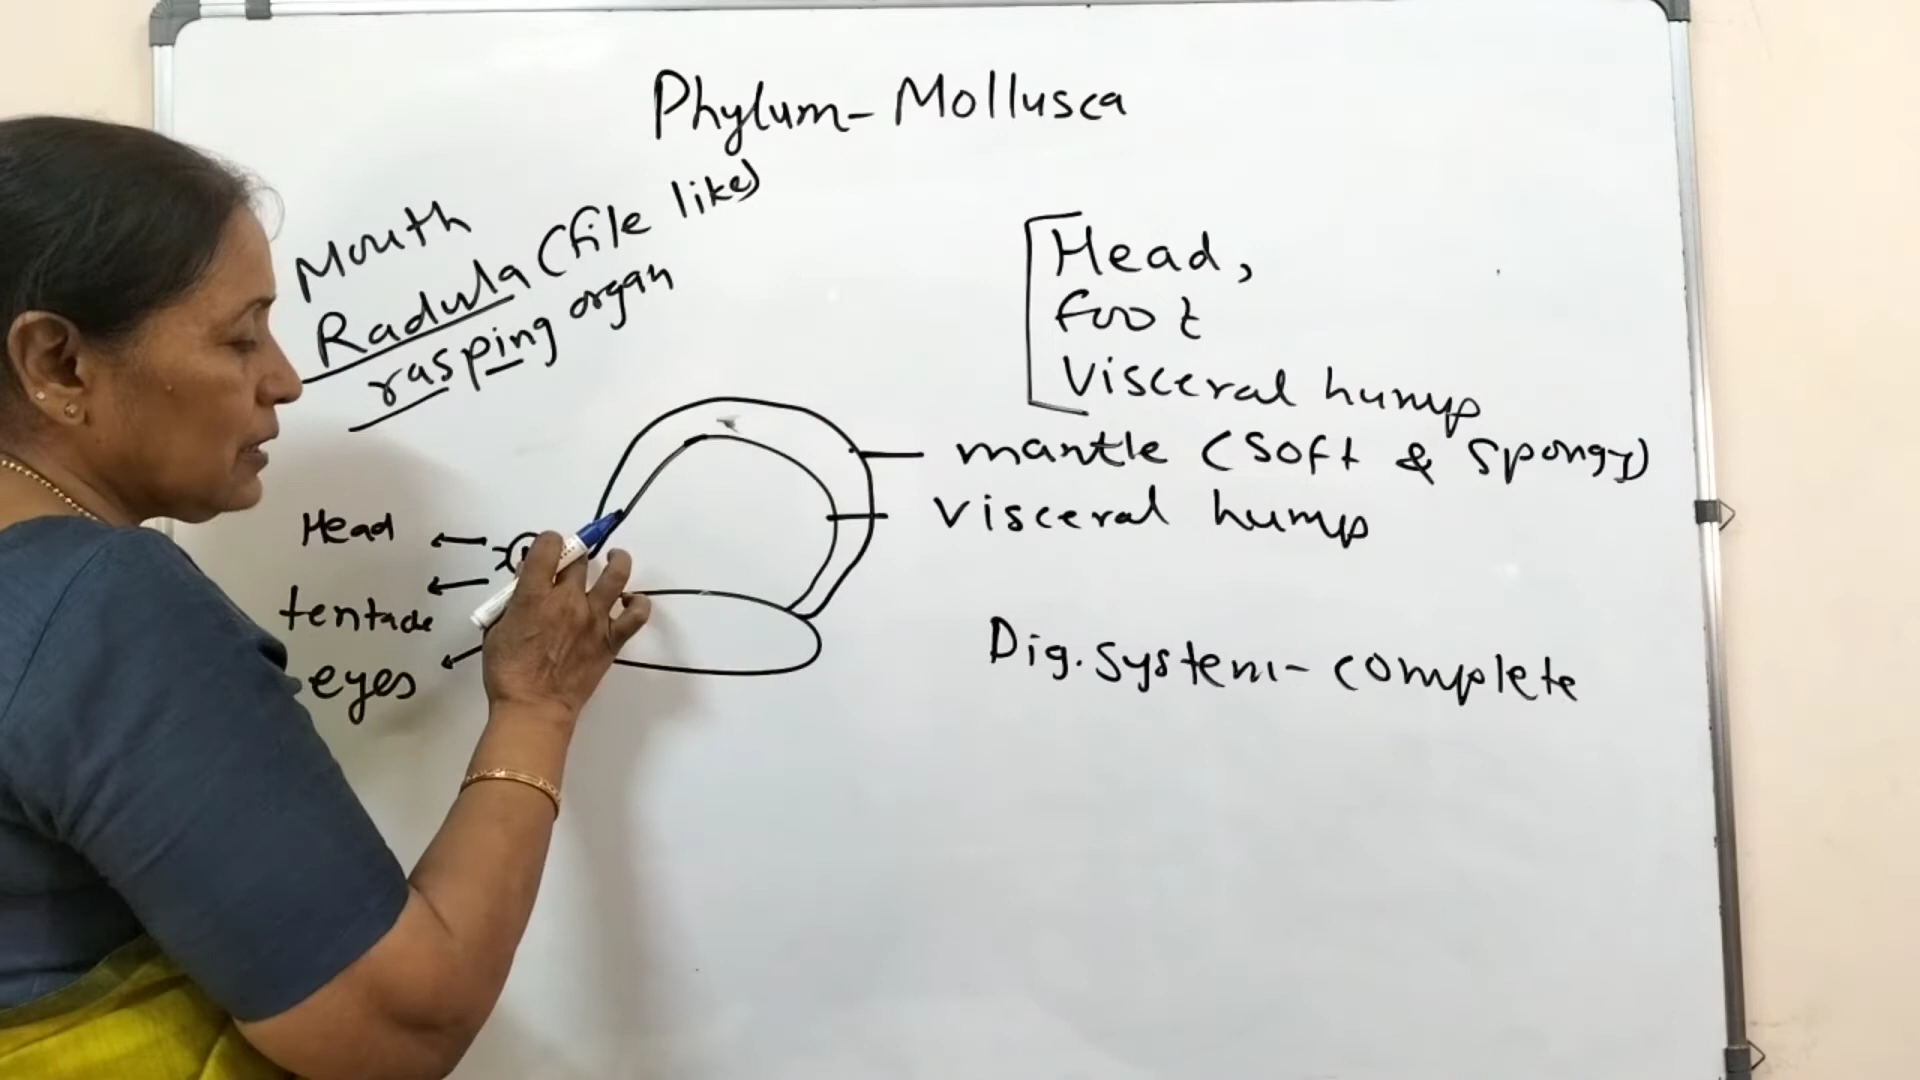 Phylum- Mollusca
Mouth
Radula (file like)
rasping organ
Head,
foot
Visceral hump
mantle (soft & spongy)
visceral hump
Head
tentacle
eyes
Dig. system- complete